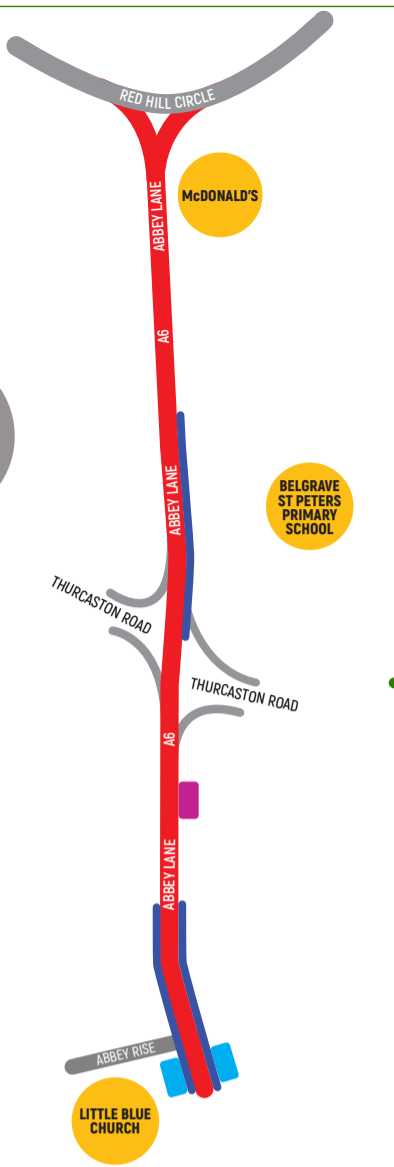 RED HILL CIRCLE
ABBEY LANE
McDONALD'S
A6
ABBEY LANE
BELGRAVE
ST PETERS
PRIMARY
SCHOOL
THURCASTON ROAD
THURCASTON ROAD
A6
ABBEY LANE
ABBEY RISE
LITTLE BLUE
CHURCH